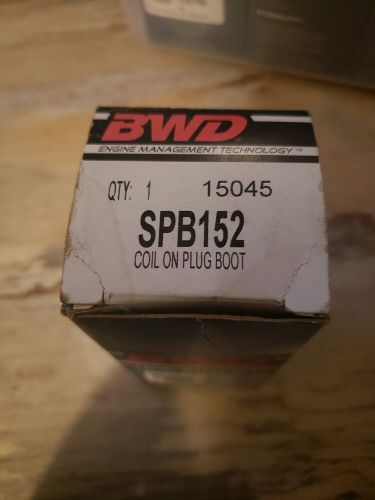 BWD
ENGINE MANAGEMENT TECHNOLOGY™
QTY: 1 15045
SPB152
COIL ON PLUG BOOT